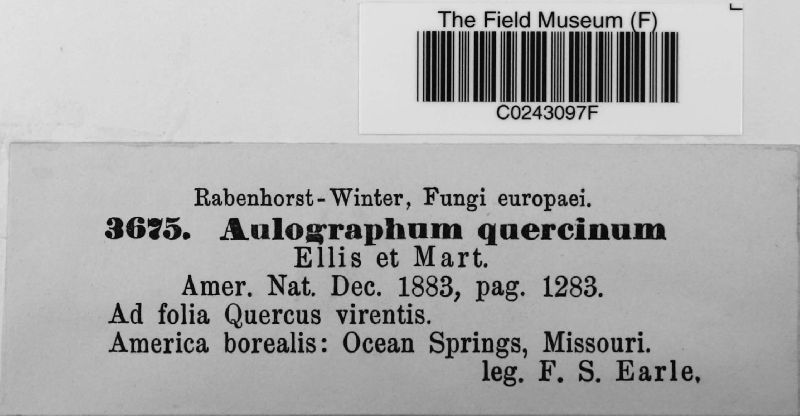 The Field Museum (F)
C0243097F
Rabenhorst-Winter, Fungi europaei.
3675. Aulographum quercinum
Ellis et Mart.
Amer. Nat. Dec. 1883, pag. 1283.
Ad folia Quercus virentis.
America borealis: Ocean Springs, Missouri.
leg. F. S. Earle.